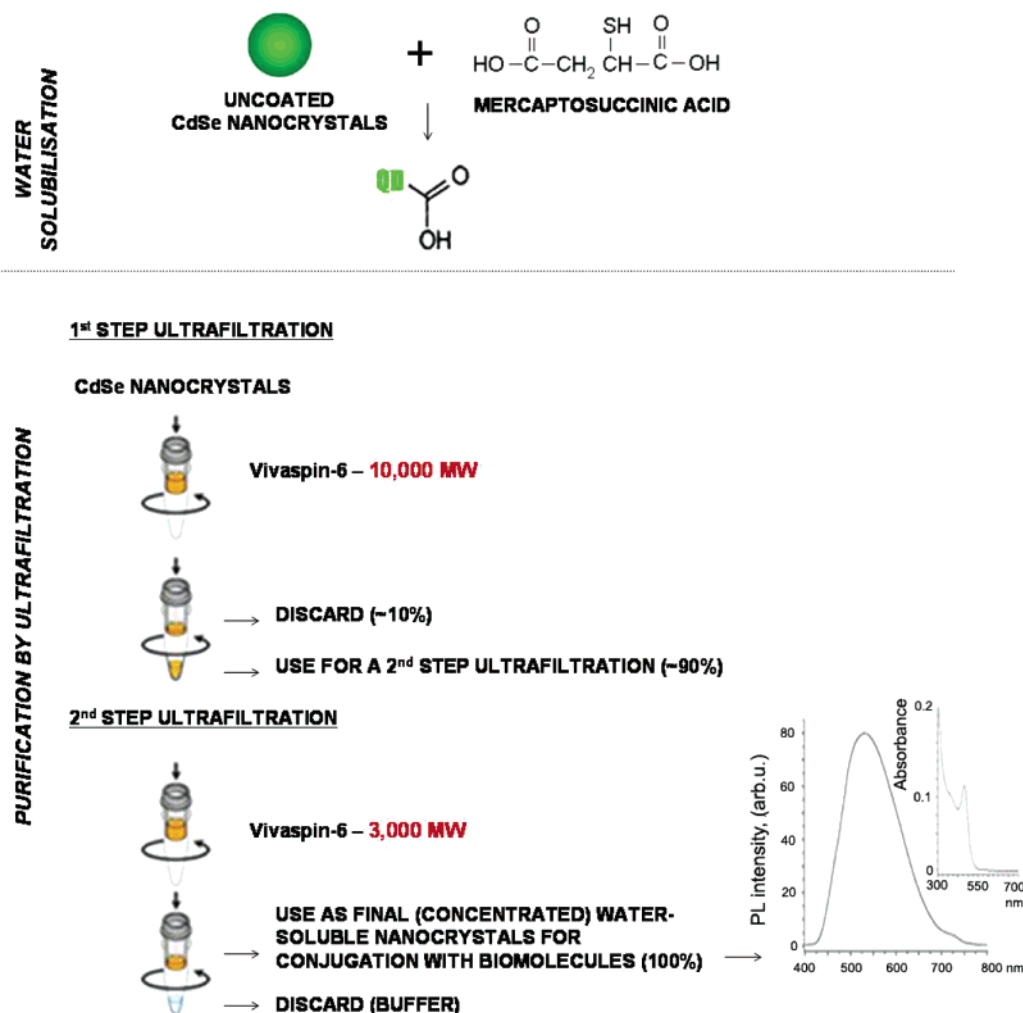 WATER
SOLUBILISATION
UNCOATED
CdSe NANOCRYSTALS
+
O SH O
HO-C-CH2 CH-C-OH
MERCAPTOSUCCINIC ACID
QD
O
OH
PURIFICATION BY ULTRAFILTRATION
1st STEP ULTRAFILTRATION
CdSe NANOCRYSTALS
Vivaspin-6 – 10,000 MW
DISCARD (~10%)
USE FOR A 2nd STEP ULTRAFILTRATION (~90%)
2nd STEP ULTRAFILTRATION
Vivaspin-6 – 3,000 MW
USE AS FINAL (CONCENTRATED) WATER-
SOLUBLE NANOCRYSTALS FOR
CONJUGATION WITH BIOMOLECULES (100%)
DISCARD (BUFFER)
PL intensity, (arb.u.)
80
60
40
20
0
400 500 600 700 800 nm
Absorbance
0.2
0.1
0
300 550 700
nm